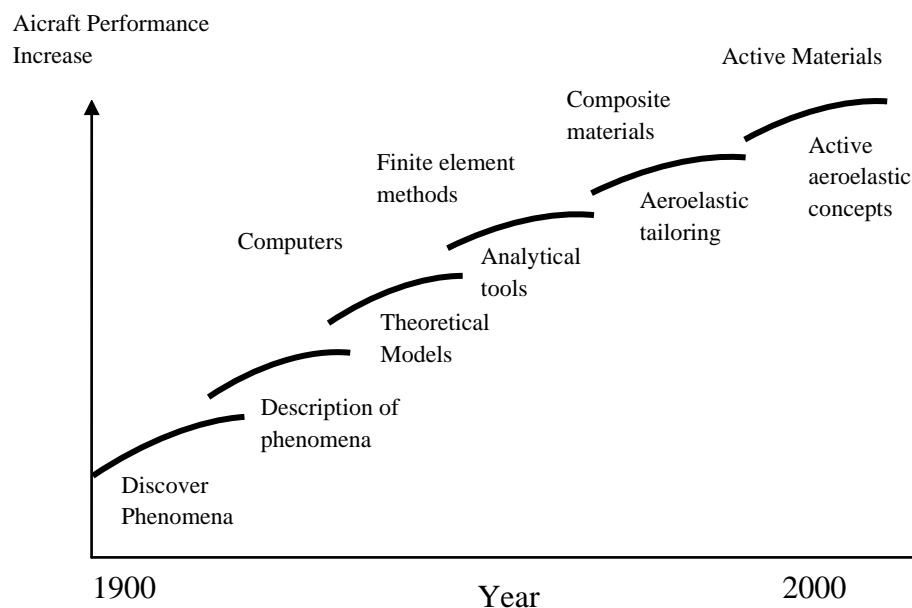 Aicraft Performance
Increase
Active Materials
Composite
materials
Active
aeroelastic
concepts
Finite element
methods
Aeroelastic
tailoring
Computers
Analytical
tools
Theoretical
Models
Description of
phenomena
Discover
Phenomena
1900
Year
2000